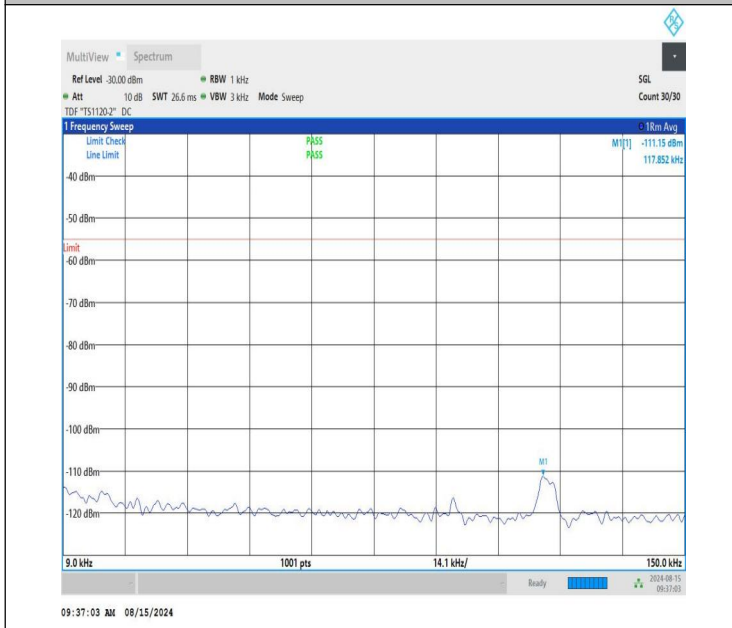 R&S
MultiView Spectrum
Ref Level -30.00 dBm RBW 1 kHz SGL
Att 10 dB SWT 26.6 ms VBW 3 kHz Mode Sweep Count 30/30
TDF "TS1120-2" DC
1 Frequency Sweep 1Rm Avg
Limit Check PASS M1[1] -111.15 dBm
Line Limit PASS 117.852 kHz
-40 dBm
-50 dBm
Limit
-60 dBm
-70 dBm
-80 dBm
-90 dBm
-100 dBm
M1
-110 dBm
-120 dBm
9.0 kHz 1001 pts 14.1 kHz/ 150.0 kHz
Ready 2024-08-15
09:37:03
09:37:03 AM 08/15/2024